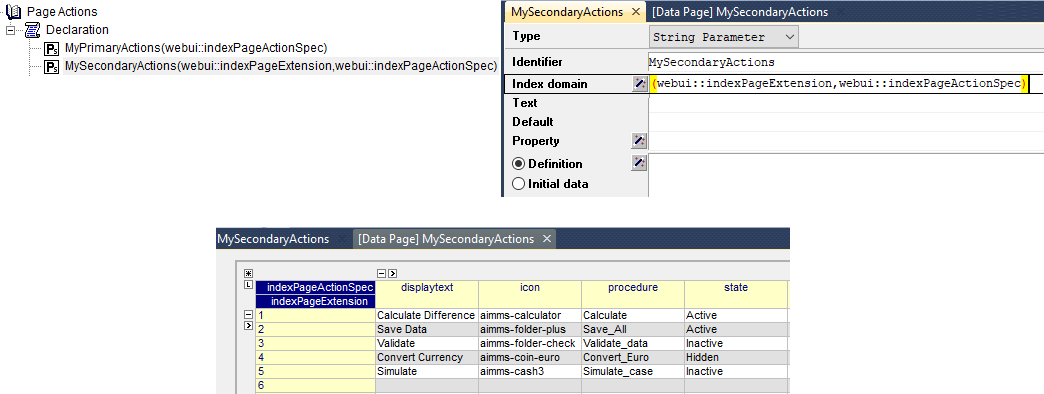 Page Actions
Declaration
MyPrimaryActions(webui::indexPageActionSpec)
MySecondaryActions(webui::indexPageExtension,webui::indexPageActionSpec)
MySecondaryActions [Data Page] MySecondaryActions
Type String Parameter
Identifier MySecondaryActions
Index domain (webui::indexPageExtension,webui::indexPageActionSpec)
Text
Default
Property
Definition
Initial data
MySecondaryActions [Data Page] MySecondaryActions
indexPageActionSpec displaytext icon procedure state
indexPageExtension
1 Calculate Difference aimms-calculator Calculate Active
2 Save Data aimms-folder-plus Save_All Active
3 Validate aimms-folder-check Validate_data Inactive
4 Convert Currency aimms-coin-euro Convert_Euro Hidden
5 Simulate aimms-cash3 Simulate_case Inactive
6